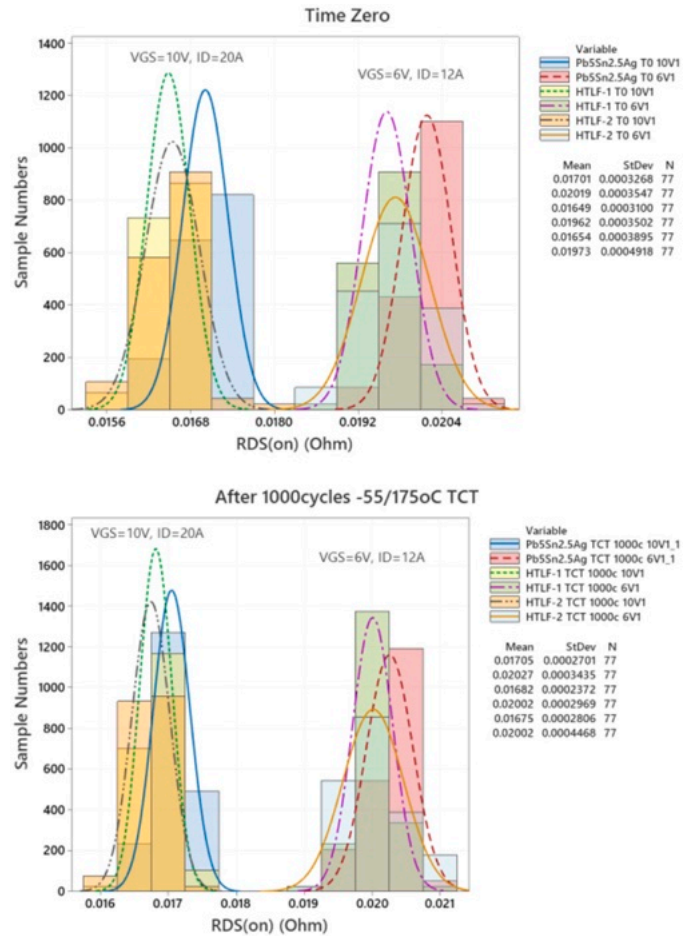 Time Zero
1400
1200
1000
800
600
400
200
0
Sample Numbers
VGS=10V, ID=20A
VGS=6V, ID=12A
0.0156 0.0168 0.0180 0.0192 0.0204
RDS(on) (Ohm)
Variable
Pb5Sn2.5Ag T0 10V1
Pb5Sn2.5Ag T0 6V1
HTLF-1 T0 10V1
HTLF-1 T0 6V1
HTLF-2 T0 10V1
HTLF-2 T0 6V1
Mean StDev N
0.01701 0.0003268 77
0.02019 0.0003547 77
0.01649 0.0003100 77
0.01962 0.0003502 77
0.01654 0.0003895 77
0.01973 0.0004918 77
After 1000cycles -55/175oC TCT
1800
1600
1400
1200
1000
800
600
400
200
0
Sample Numbers
VGS=10V, ID=20A
VGS=6V, ID=12A
0.016 0.017 0.018 0.019 0.020 0.021
RDS(on) (Ohm)
Variable
Pb5Sn2.5Ag TCT 1000c 10V1_1
Pb5Sn2.5Ag TCT 1000c 6V1_1
HTLF-1 TCT 1000c 10V1
HTLF-1 TCT 1000c 6V1
HTLF-2 TCT 1000c 10V1
HTLF-2 TCT 1000c 6V1
Mean StDev N
0.01705 0.0002701 77
0.02027 0.0003435 77
0.01682 0.0002372 77
0.02002 0.0002969 77
0.01675 0.0002806 77
0.02002 0.0004468 77